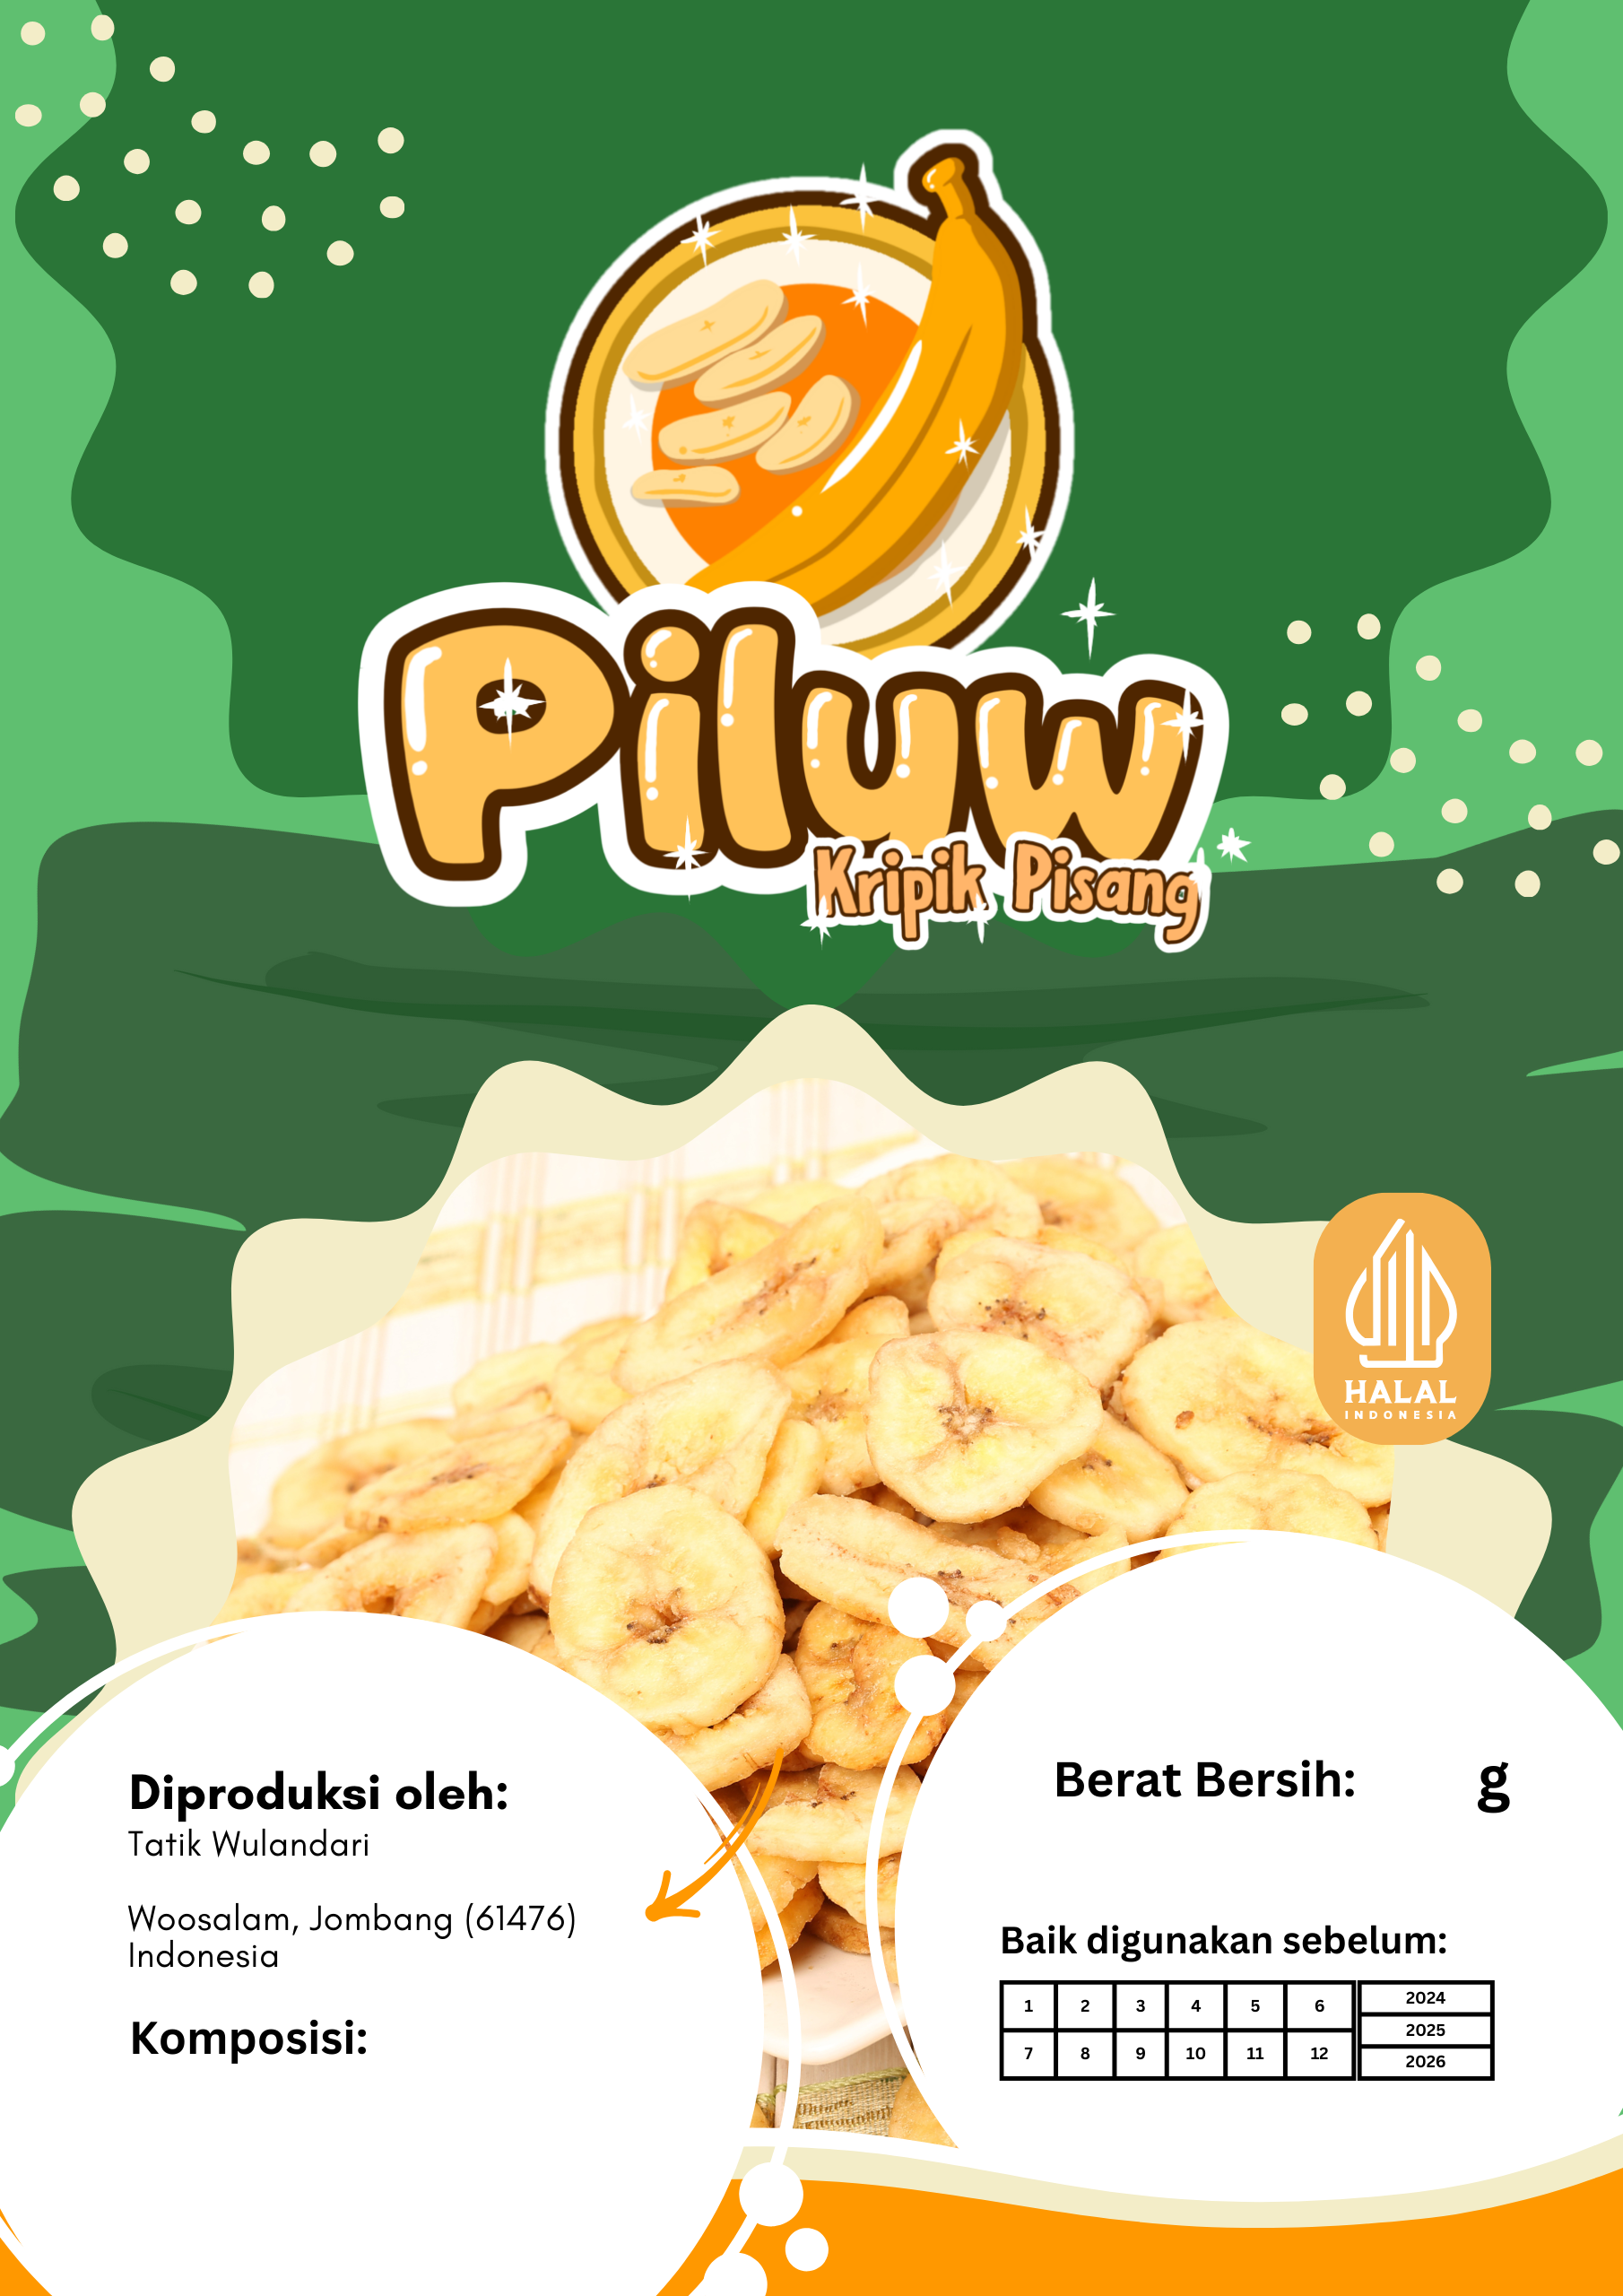 Piluw
Kripik Pisang
HALAL
INDONESIA
Diproduksi oleh:
Tatik Wulandari
Woosalam, Jombang (61476)
Indonesia
Komposisi:
Berat Bersih: g
Baik digunakan sebelum:
1 2 3 4 5 6 2024
2025
7 8 9 10 11 12 2026